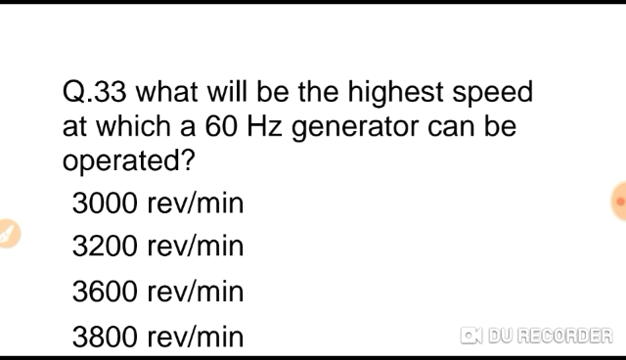 Q.33 what will be the highest speed
at which a 60 Hz generator can be
operated?
3000 rev/min
3200 rev/min
3600 rev/min
3800 rev/min
DU RECORDER